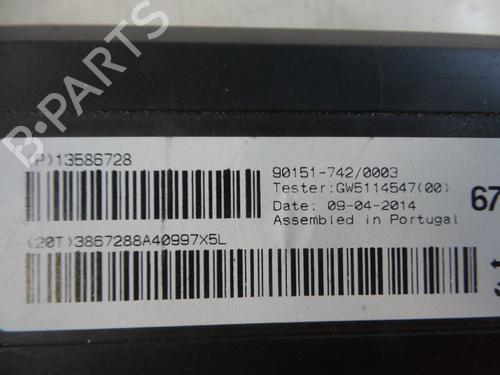 B-PARTS
(P)13586728
90151-742/0003
Tester:GW5114547(00)
Date: 09-04-2014
Assembled in Portugal
67
(20T)3867288A40997X5L